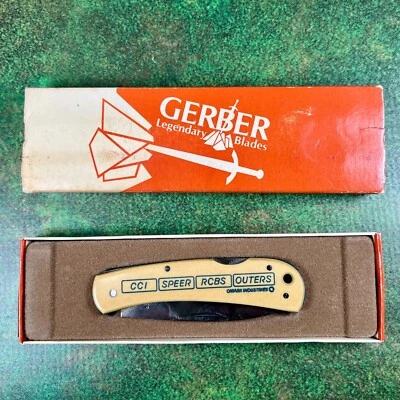 GERBER
Legendary Blades
CCI SPEER RCBS OUTERS
OMARK INDUSTRIES